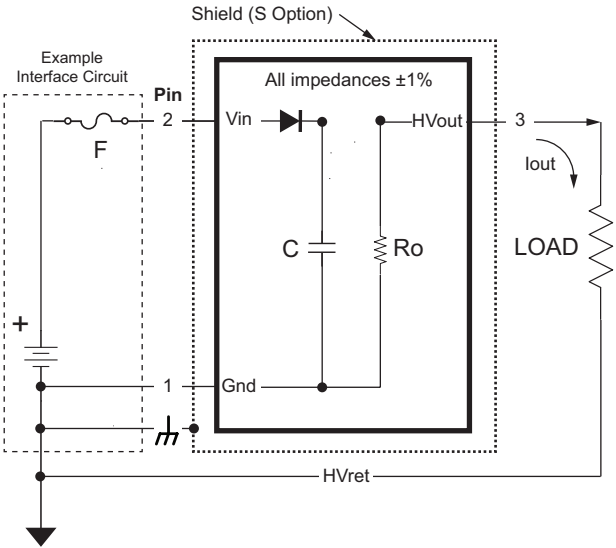 Shield (S Option)
Example
Interface Circuit
All impedances ±1%
Pin
2
Vin
HVout
3
F
Iout
C
Ro
LOAD
+
1
Gnd
HVret